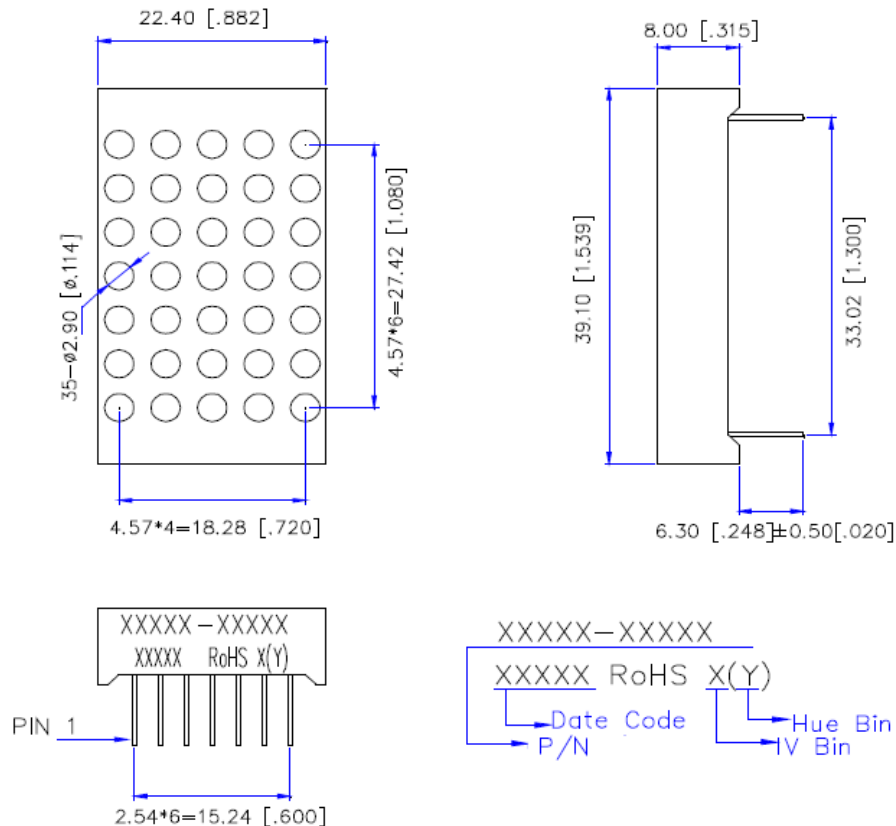 22.40 [.882]
8.00 [.315]
35-ø2.90 [ø.114]
4.57*6=27.42 [1.080]
39.10 [1.539]
33.02 [1.300]
4.57*4=18.28 [.720]
6.30 [.248]±0.50[.020]
XXXXX-XXXXX
XXXXX RoHS X(Y)
PIN 1
2.54*6=15.24 [.600]
XXXXX-XXXXX
XXXXX RoHS X(Y)
Date Code
Hue Bin
P/N
IV Bin